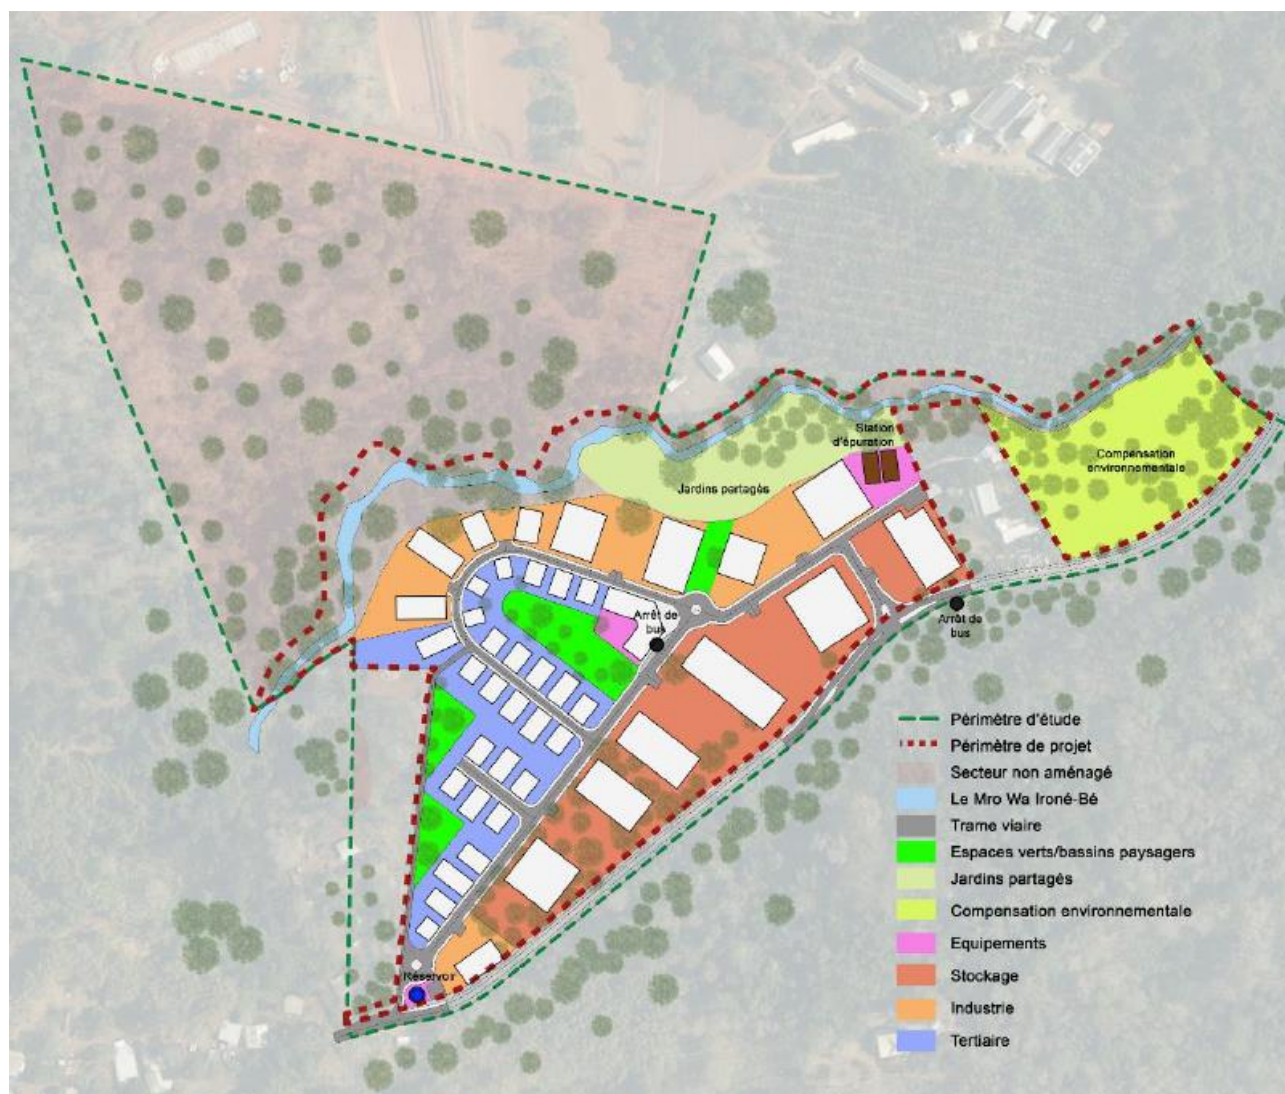 Station
d'épuration
Compensation
environnementale
Jardins partagés
Arrêt de
bus
Arrêt de
bus
Réservoir
Périmètre d'étude
Périmètre de projet
Secteur non aménagé
Le Mro Wa Ironé-Bé
Trame viaire
Espaces verts/bassins paysagers
Jardins partagés
Compensation environnementale
Equipements
Stockage
Industrie
Tertiaire